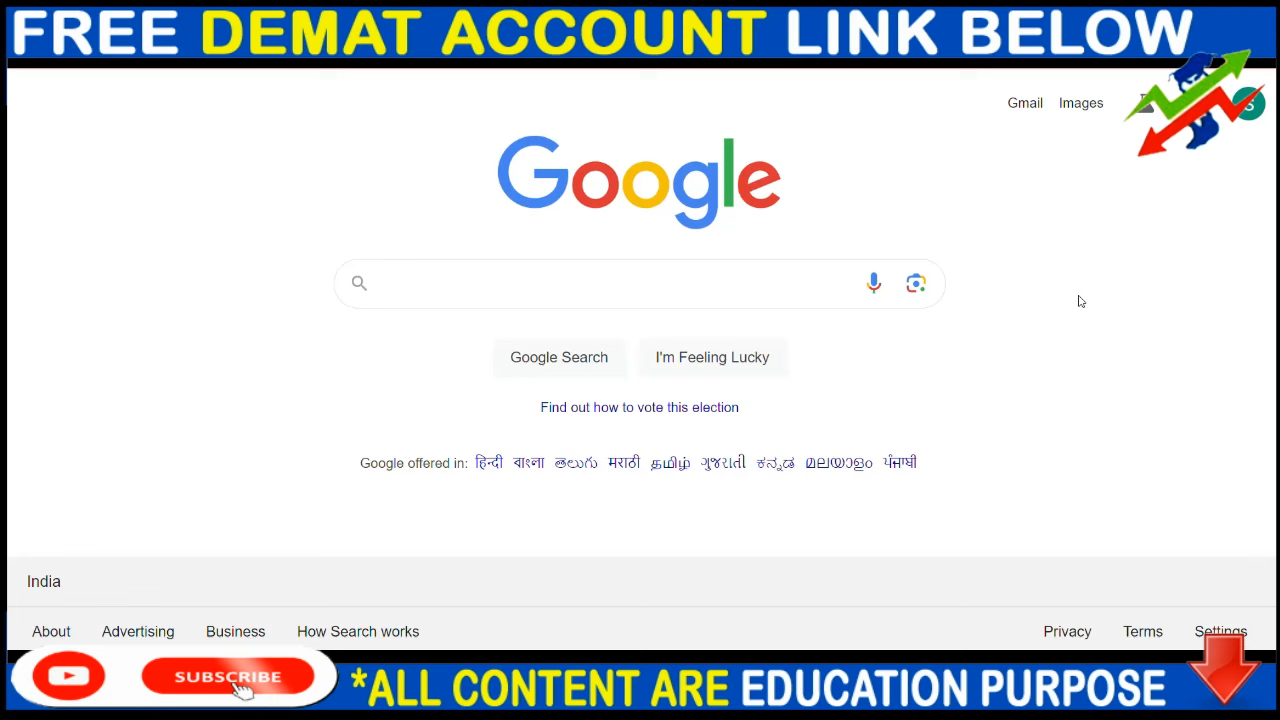 FREE DEMAT ACCOUNT LINK BELOW
Gmail Images
S
Google
Google Search I'm Feeling Lucky
Find out how to vote this election
Google offered in: हिन्दी বাংলা తెలుగు मराठी தமிழ் ગુજરાતી ಕನ್ನಡ മലയാളം ਪੰਜਾਬੀ
India
About Advertising Business How Search works Privacy Terms Settings
SUBSCRIBE
*ALL CONTENT ARE EDUCATION PURPOSE